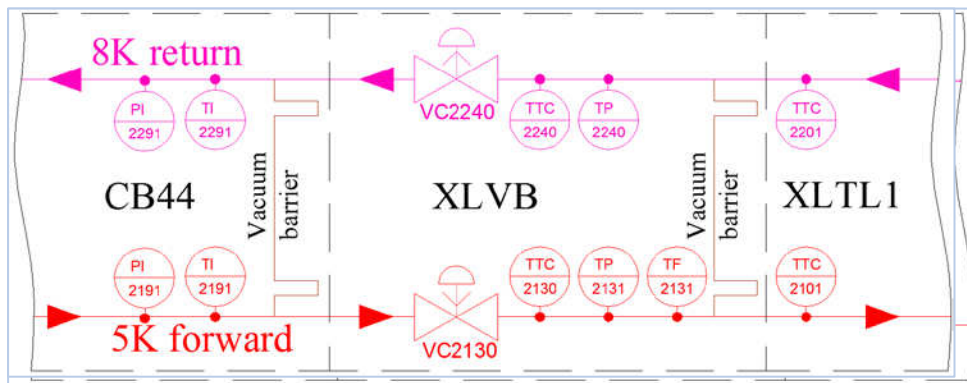 8K return
PI
2291
TI
2291
VC2240
TTC
2240
TP
2240
TTC
2201
CB44
Vacuum
barrier
XLVB
Vacuum
barrier
XLTL1
PI
2191
TI
2191
TTC
2130
TP
2131
TF
2131
TTC
2101
5K forward
VC2130